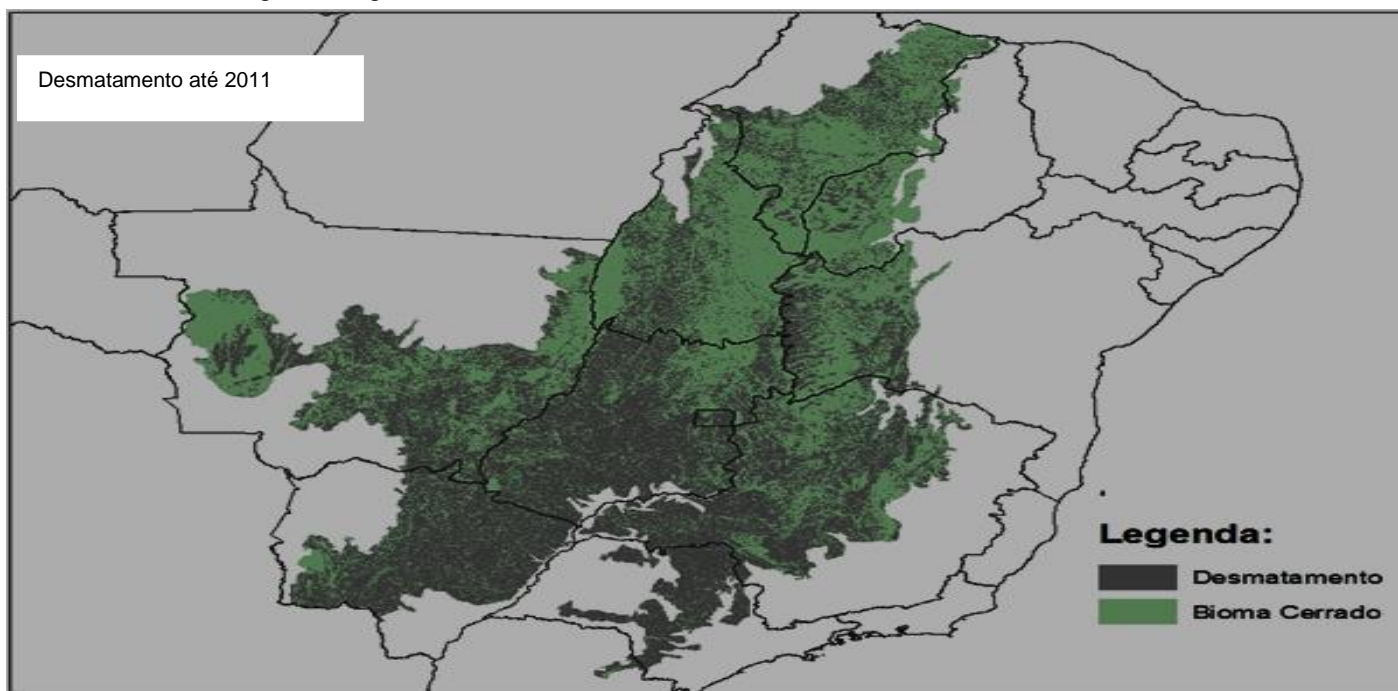 Desmatamento até 2011
Legenda:
Desmatamento
Bioma Cerrado